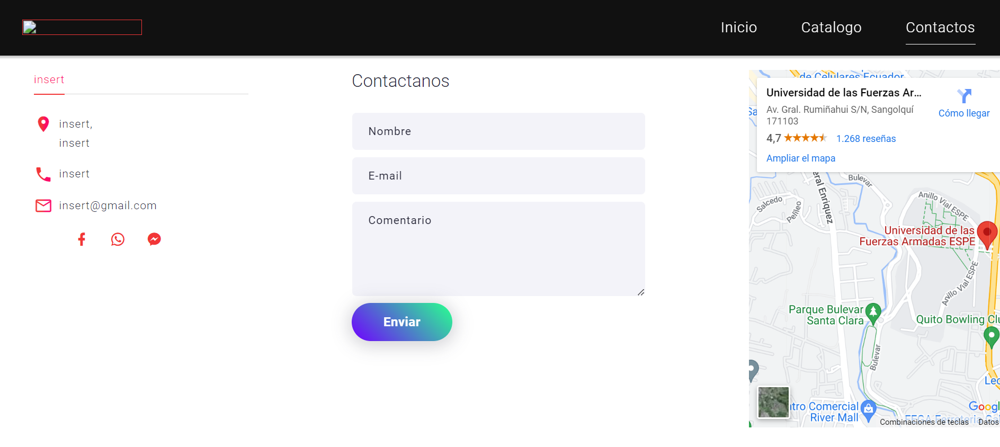 Inicio
Catalogo
Contactos
insert
insert,
insert
insert
insert@gmail.com
Contactanos
Nombre
E-mail
Comentario
Enviar
de Celulares Ecuador
Universidad de las Fuerzas Ar...
Av. Gral. Rumiñahui S/N, Sangolquí
171103
Cómo llegar
4,7
1.268 reseñas
Ampliar el mapa
Sa
eral Enriquez
Bulevar
Salcedo
Pelileo
Anillo Vial ESPE
Universidad de las
Fuerzas Armadas ESPE
Anillo Vial ESPE
Parque Bulevar
Santa Clara
Quito Bowling Clu
Bulevar
Leo
ntro Comercial
River Mall
Googl
Combinaciones de teclas
Datos